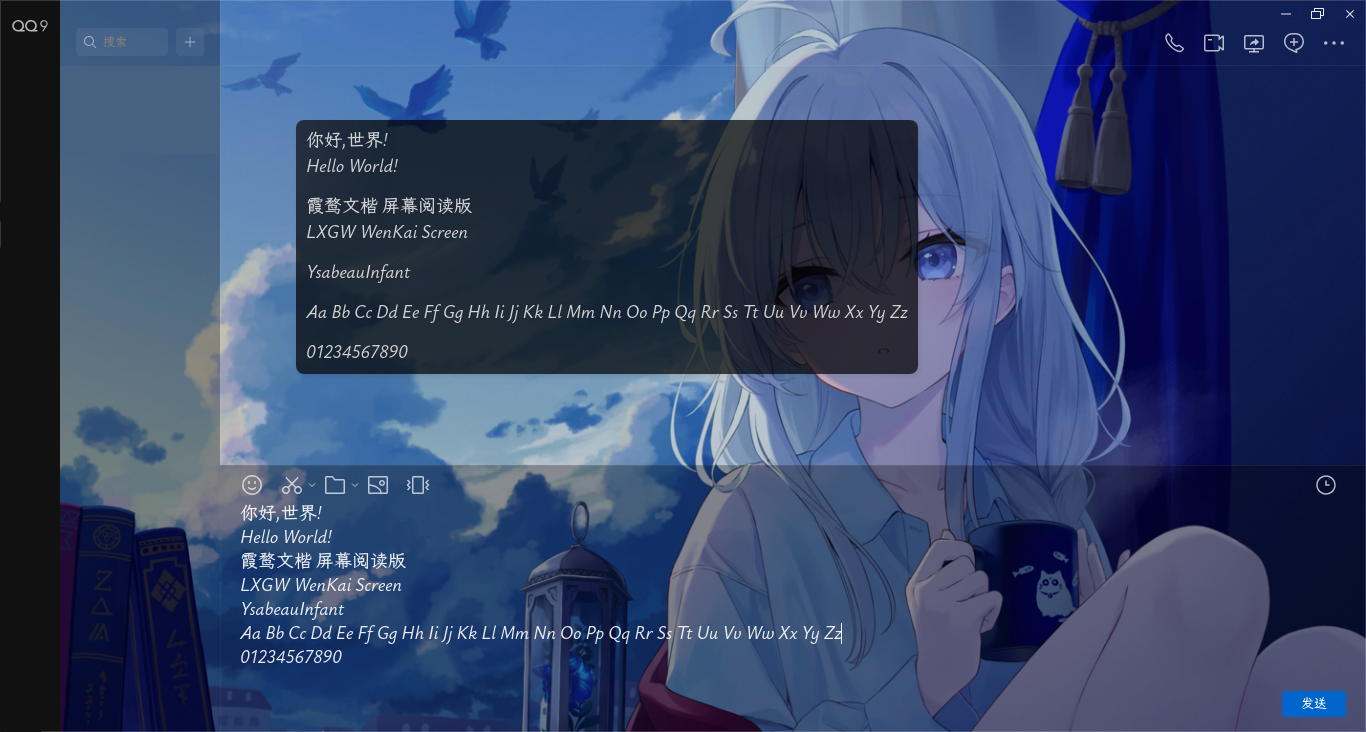 QQ9
搜索
你好,世界!
Hello World!
霞鹜文楷 屏幕阅读版
LXGW WenKai Screen
YsabeauInfant
Aa Bb Cc Dd Ee Ff Gg Hh Ii Jj Kk Ll Mm Nn Oo Pp Qq Rr Ss Tt Uu Vv Ww Xx Yy Zz
01234567890
你好,世界!
Hello World!
霞鹜文楷 屏幕阅读版
LXGW WenKai Screen
YsabeauInfant
Aa Bb Cc Dd Ee Ff Gg Hh Ii Jj Kk Ll Mm Nn Oo Pp Qq Rr Ss Tt Uu Vv Ww Xx Yy Zz
01234567890
发送